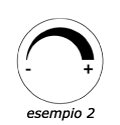 - +
esempio 2